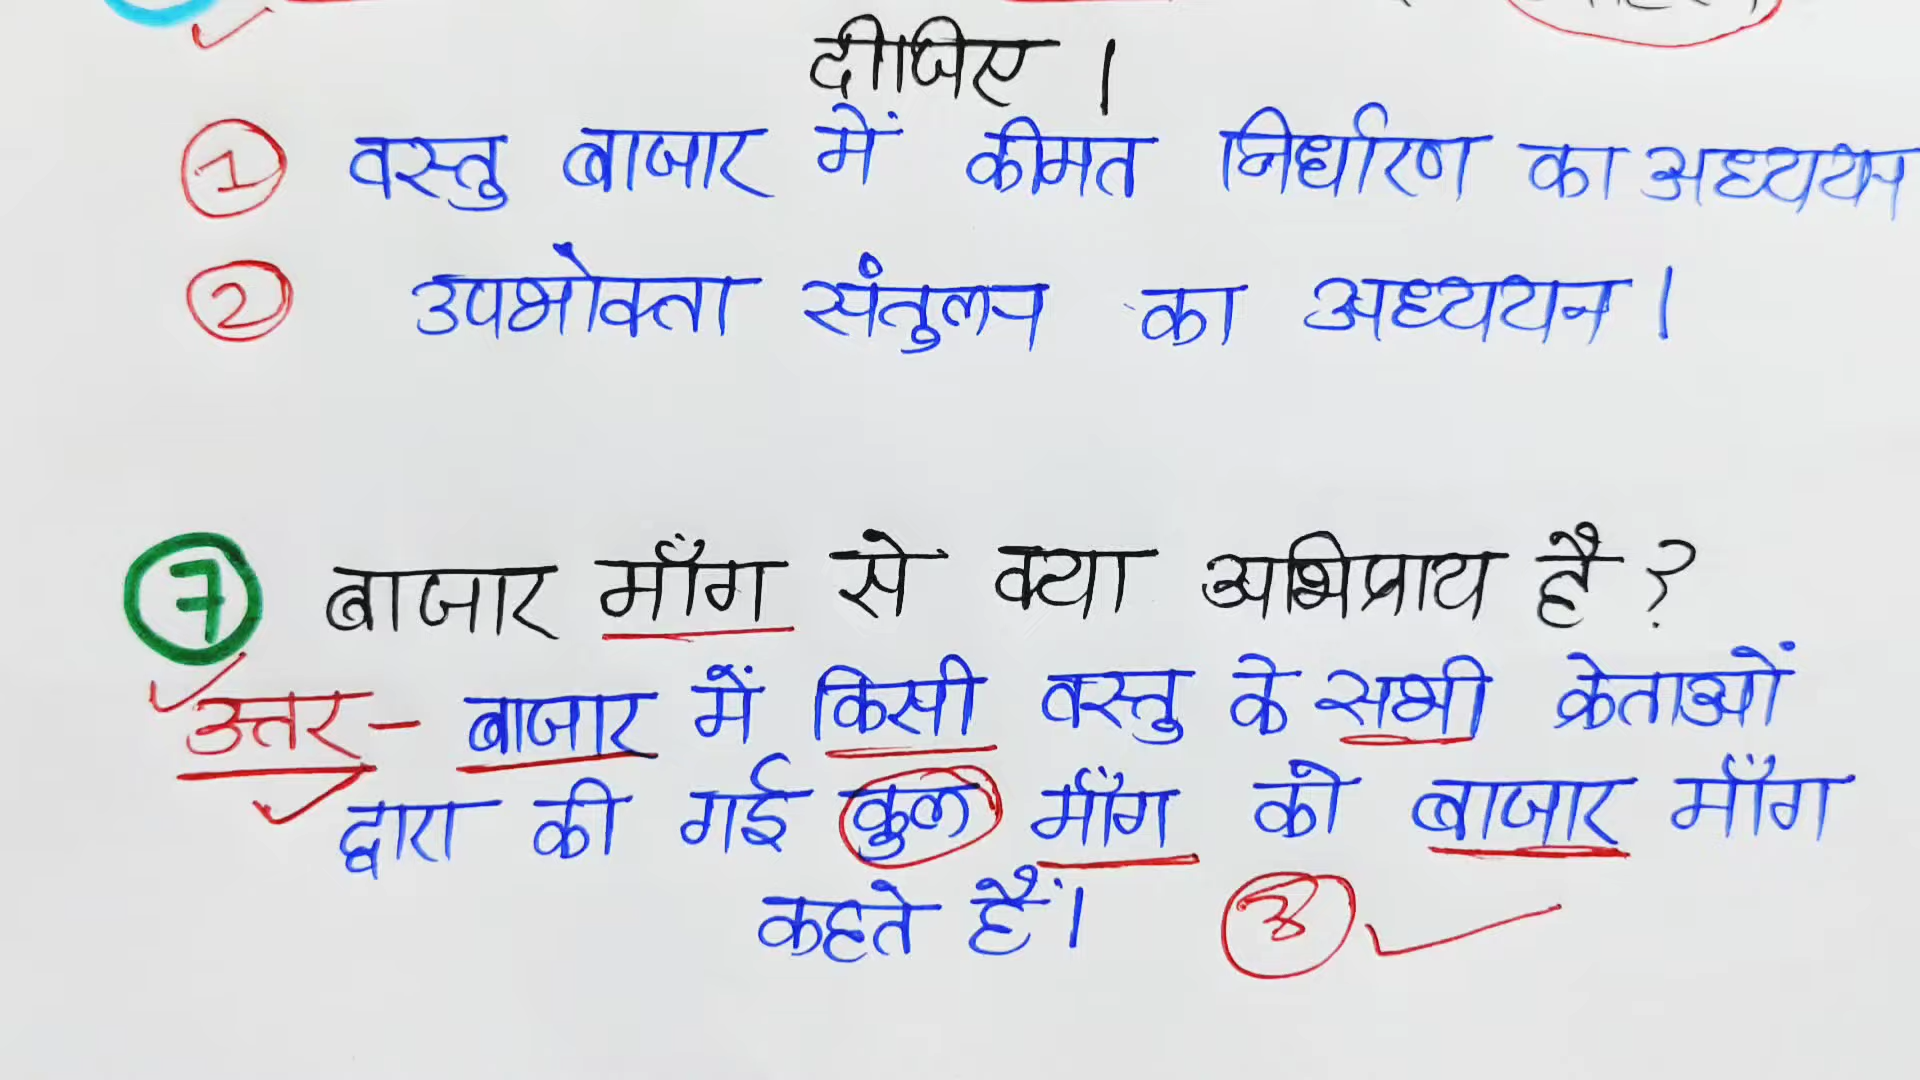 दीजिए।
1 वस्तु बाजार में कीमत निर्धारण का अध्ययन
2 उपभोक्ता संतुलन का अध्ययन।
7 बाजार माँग से क्या अभिप्राय है?
उत्तर- बाजार में किसी वस्तु के सभी क्रेताओं
द्वारा की गई कुल माँग को बाजार माँग
कहते हैं।